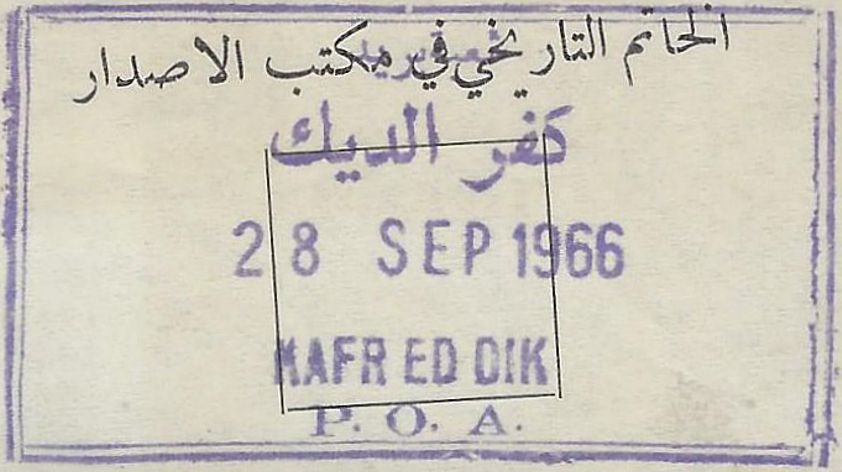 الخاتم التاريخي في مكتب الاصدار
كفر الديك
28 SEP 1966
KAFR ED DIK
P. O. A.